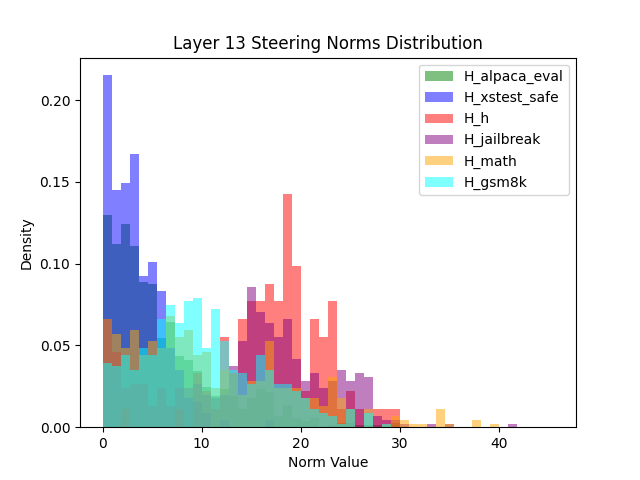 Layer 13 Steering Norms Distribution
H_alpaca_eval
H_xstest_safe
H_h
H_jailbreak
H_math
H_gsm8k
0.20
0.15
0.10
0.05
0.00
Density
0
10
20
30
40
Norm Value